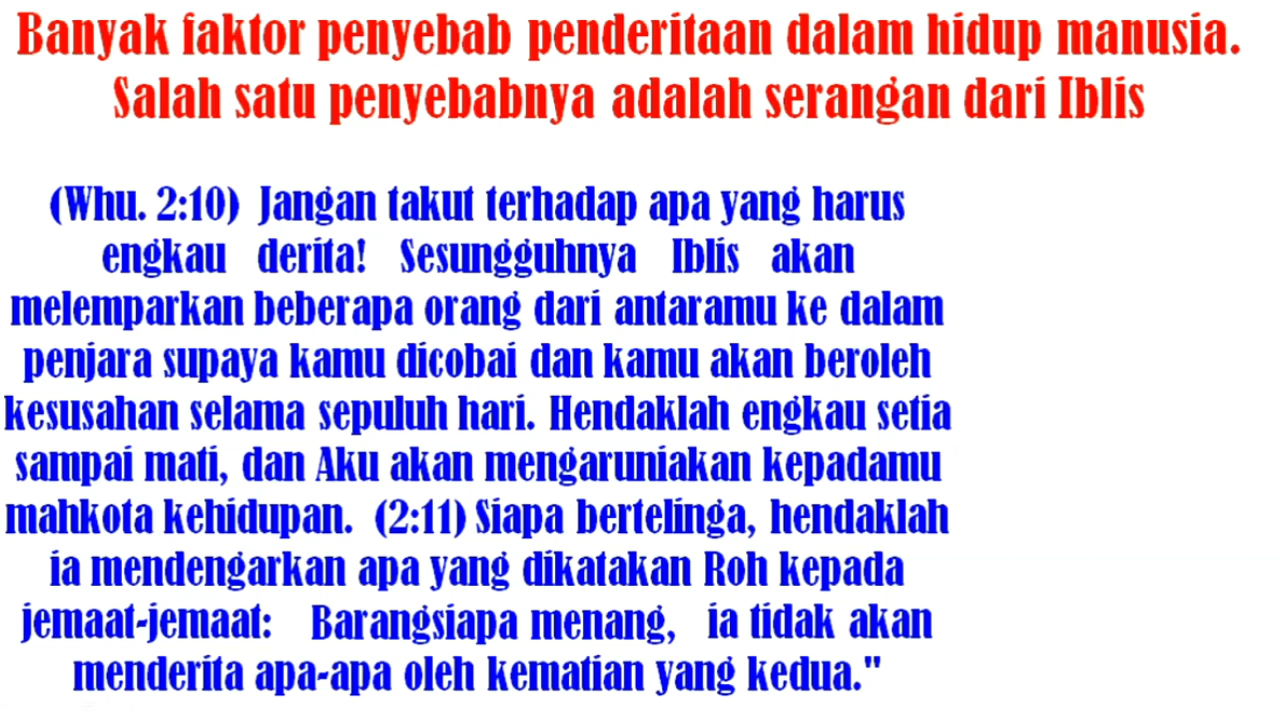 Banyak faktor penyebab penderitaan dalam hidup manusia.
Salah satu penyebabnya adalah serangan dari Iblis
(Whu. 2:10) Jangan takut terhadap apa yang harus
engkau derita! Sesungguhnya Iblis akan
melemparkan beberapa orang dari antaramu ke dalam
penjara supaya kamu dicobai dan kamu akan beroleh
kesusahan selama sepuluh hari. Hendaklah engkau setia
sampai mati, dan Aku akan mengaruniakan kepadamu
mahkota kehidupan. (2:11) Siapa bertelinga, hendaklah
ia mendengarkan apa yang dikatakan Roh kepada
jemaat-jemaat: Barangsiapa menang, ia tidak akan
menderita apa-apa oleh kematian yang kedua."